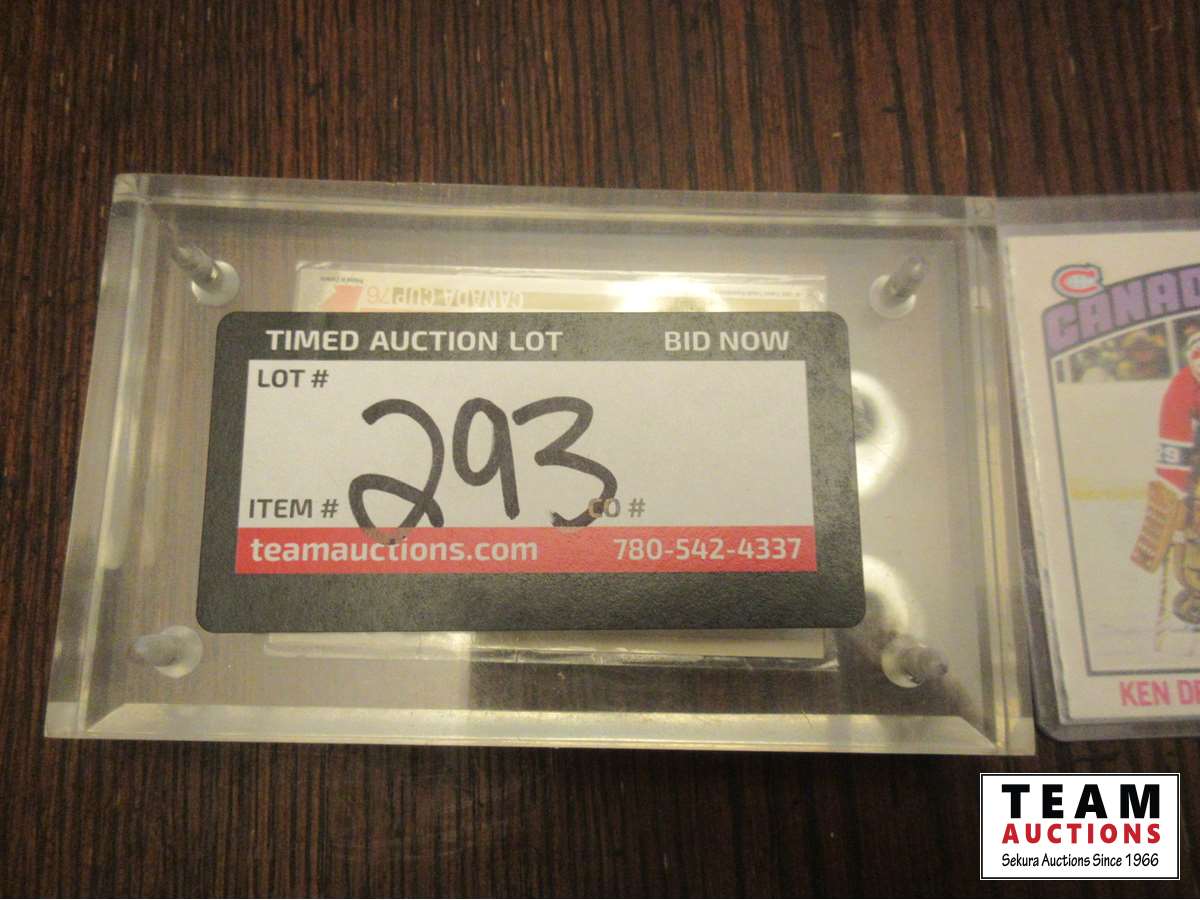 CANADA CUP 76
TIMED AUCTION LOT BID NOW
LOT #
293
ITEM # CO #
teamauctions.com 780-542-4337
CANAD
KEN
TEAM
AUCTIONS
Sekura Auctions Since 1966